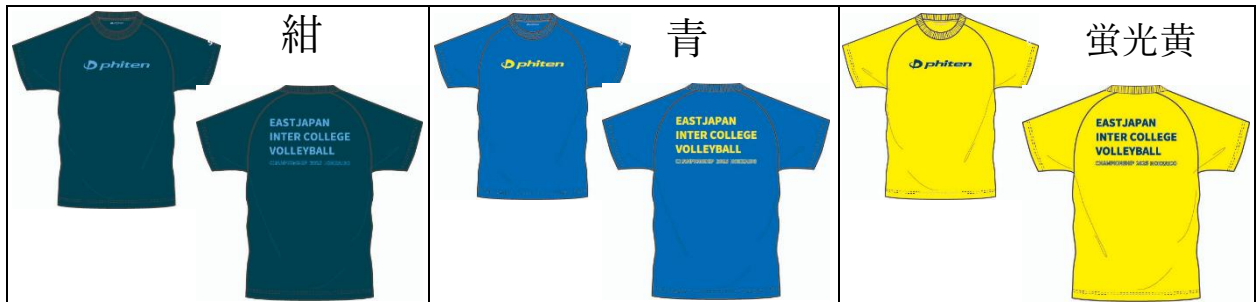 紺
phiten
EASTJAPAN
INTER COLLEGE
VOLLEYBALL
青
phiten
EASTJAPAN
INTER COLLEGE
VOLLEYBALL
蛍光黄
phiten
EASTJAPAN
INTER COLLEGE
VOLLEYBALL